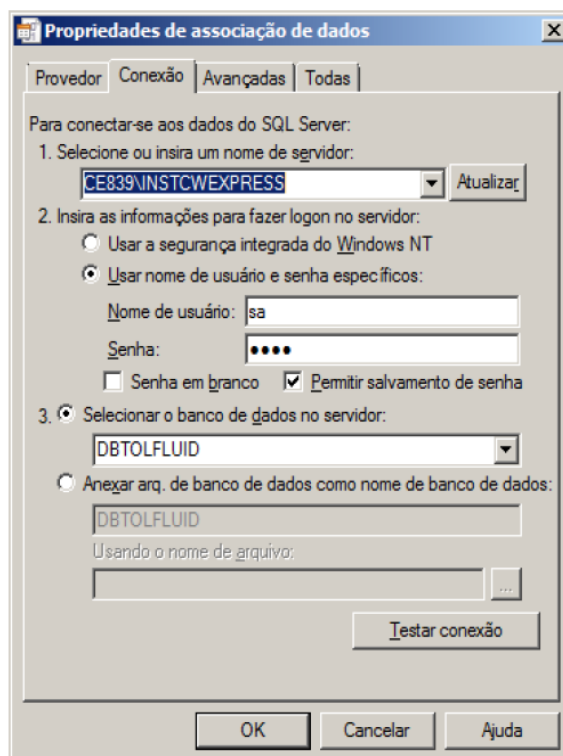 Propriedades de associação de dados
Provedor Conexão Avançadas Todas
Para conectar-se aos dados do SQL Server:
1. Selecione ou insira um nome de servidor:
CE839\INSTCWEXPRESS Atualizar
2. Insira as informações para fazer logon no servidor:
Usar a segurança integrada do Windows NT
Usar nome de usuário e senha específicos:
Nome de usuário: sa
Senha: ●●●●
Senha em branco Permitir salvamento de senha
3. Selecionar o banco de dados no servidor:
DBTOLFLUID
Anexar arq. de banco de dados como nome de banco de dados:
DBTOLFLUID
Usando o nome de arquivo:
...
Testar conexão
OK Cancelar Ajuda